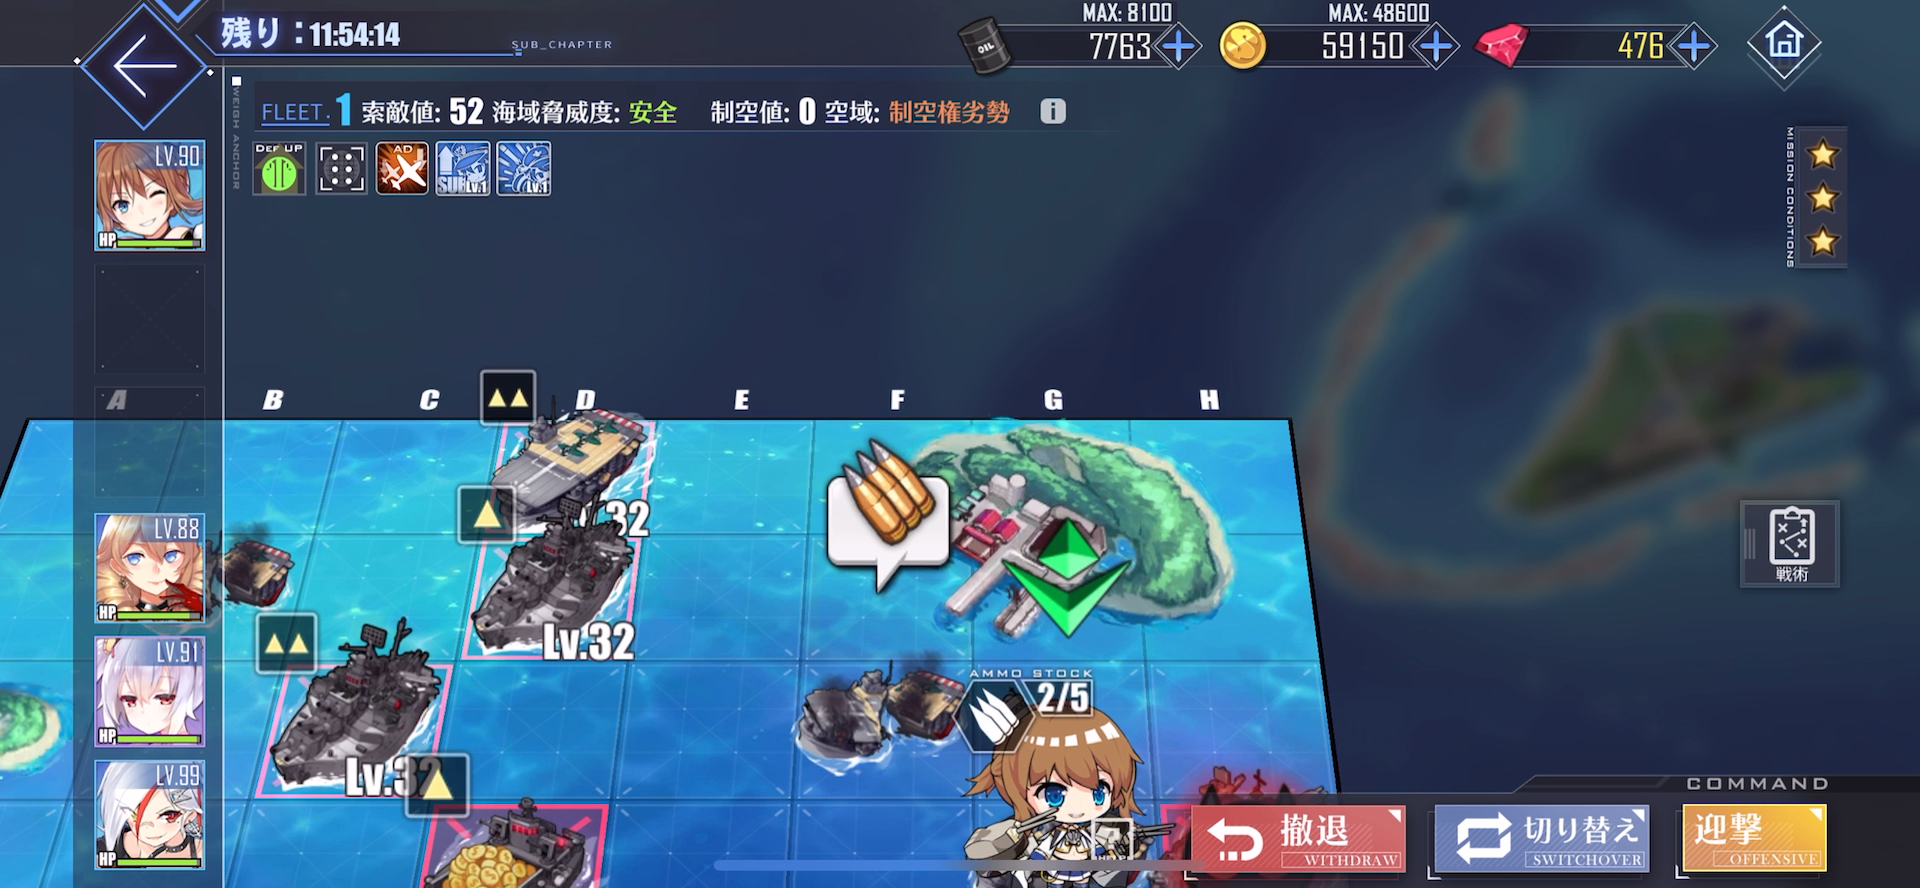 残り：11:54:14
SUB_CHAPTER
MAX: 8100
7763
MAX: 48600
59150
476
OIL
WEIGH ANCHOR
FLEET. 1 索敵値: 52 海域脅威度: 安全 制空値: 0 空域: 制空権劣勢
DEF UP
AD
SUB LV.1
LV.1
MISSION CONDITIONS
LV.90
HP
LV.88
HP
LV.91
HP
LV.99
HP
A B C D E F G H
Lv.32
Lv.32
AMMO STOCK
2/5
戦術
COMMAND
撤退
WITHDRAW
切り替え
SWITCHOVER
迎撃
OFFENSIVE